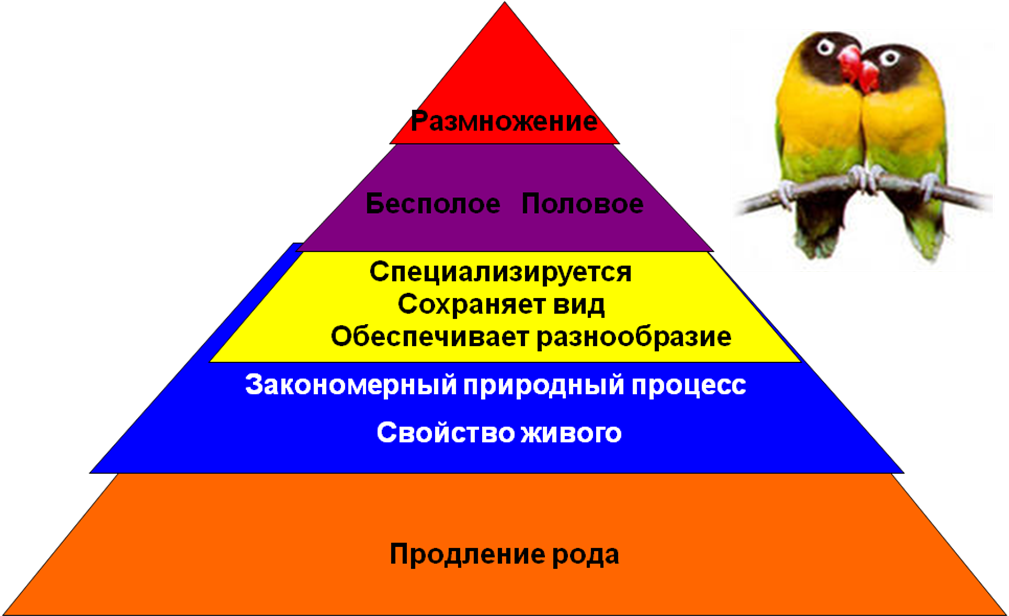 Размножение
Бесполое Половое
Специализируется
Сохраняет вид
Обеспечивает разнообразие
Закономерный природный процесс
Свойство живого
Продление рода